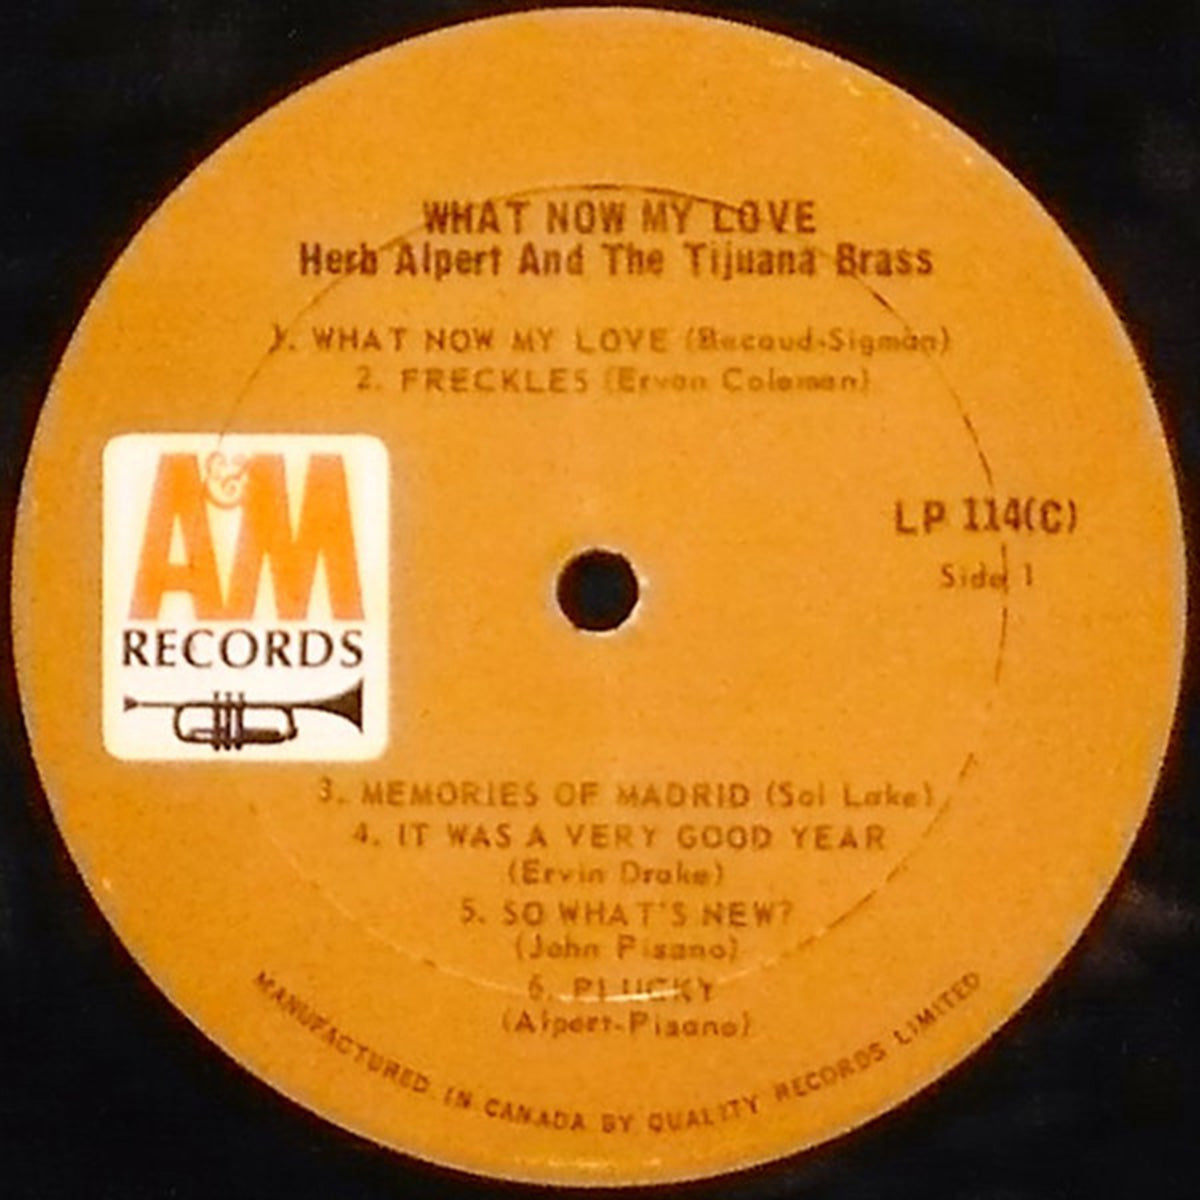 WHAT NOW MY LOVE
Herb Alpert And The Tijuana Brass
1. WHAT NOW MY LOVE (Becaud-Sigman)
2. FRECKLES (Ervan Coleman)
A&M
RECORDS
LP 114(C)
Side 1
3. MEMORIES OF MADRID (Sol Lake)
4. IT WAS A VERY GOOD YEAR
(Ervin Drake)
5. SO WHAT'S NEW?
(John Pisano)
6. PLUCKY
(Alpert-Pisano)
MANUFACTURED IN CANADA BY QUALITY RECORDS LIMITED